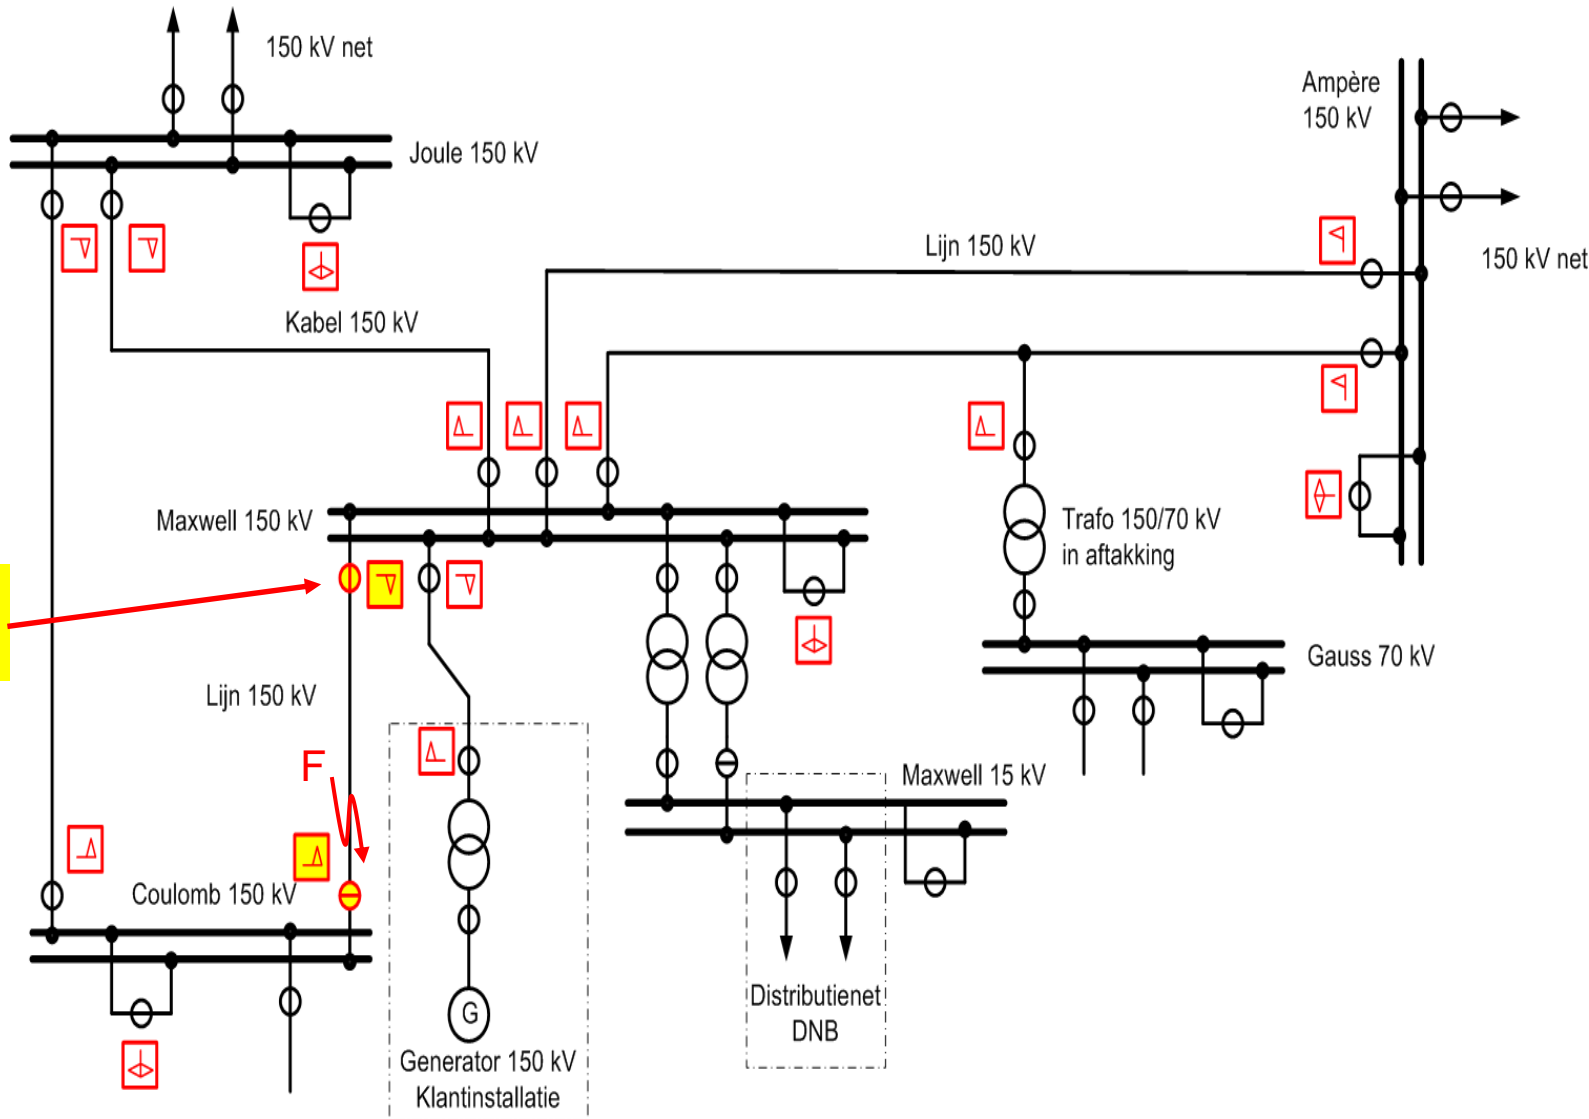 150 kV net
Joule 150 kV
Ampère
150 kV
Lijn 150 kV
150 kV net
Kabel 150 kV
Maxwell 150 kV
Trafo 150/70 kV
in aftakking
Gauss 70 kV
Lijn 150 kV
F
Maxwell 15 kV
Coulomb 150 kV
G
Distributienet
DNB
Generator 150 kV
Klantinstallatie